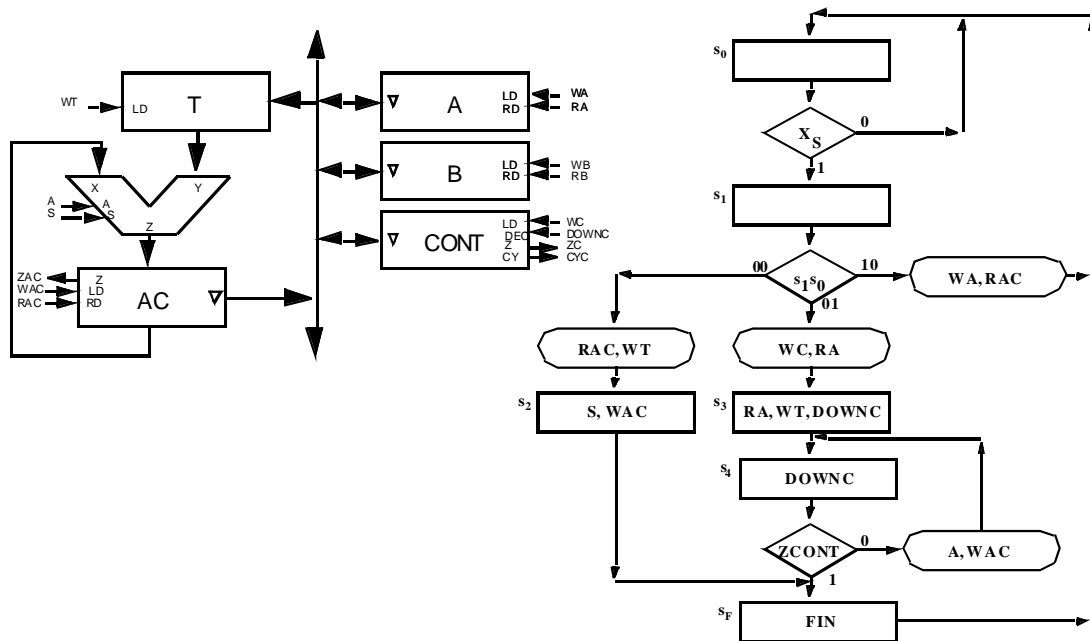 WT
LD
T
X
Y
A
S
A
S
Z
ZAC
WAC
RAC
Z
LD
RD
AC
A
LD
RD
WA
RA
B
LD
RD
WB
RB
CONT
LD
DEC
Z
CY
WC
DOWNC
ZC
CYC
s0
XS
0
1
s1
00
s1s0
10
01
WA, RAC
RAC, WT
WC, RA
s2
S, WAC
s3
RA, WT, DOWNC
s4
DOWNC
ZCONT
0
A, WAC
1
sF
FIN